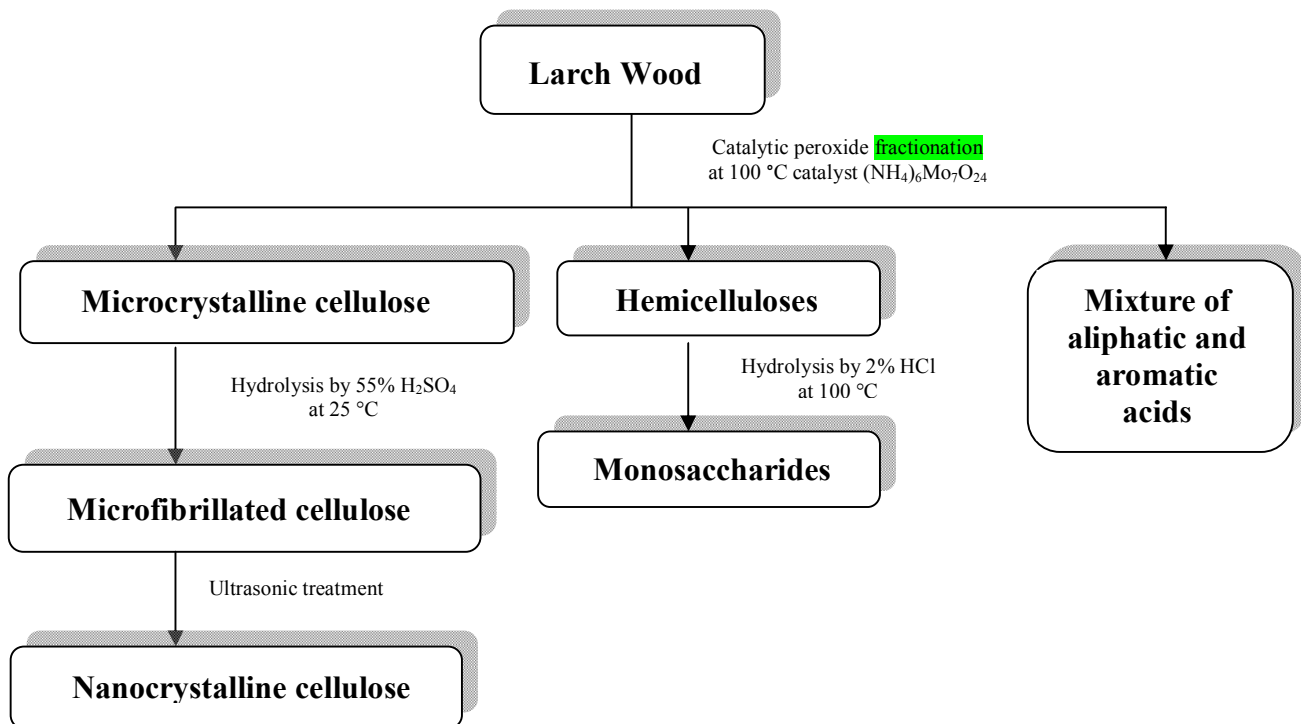 Larch Wood
Catalytic peroxide fractionation
at 100 °C catalyst (NH₄)₆Mo₇O₂₄
Microcrystalline cellulose
Hemicelluloses
Mixture of
aliphatic and
aromatic
acids
Hydrolysis by 55% H₂SO₄
at 25 °C
Hydrolysis by 2% HCl
at 100 °C
Microfibrillated cellulose
Monosaccharides
Ultrasonic treatment
Nanocrystalline cellulose